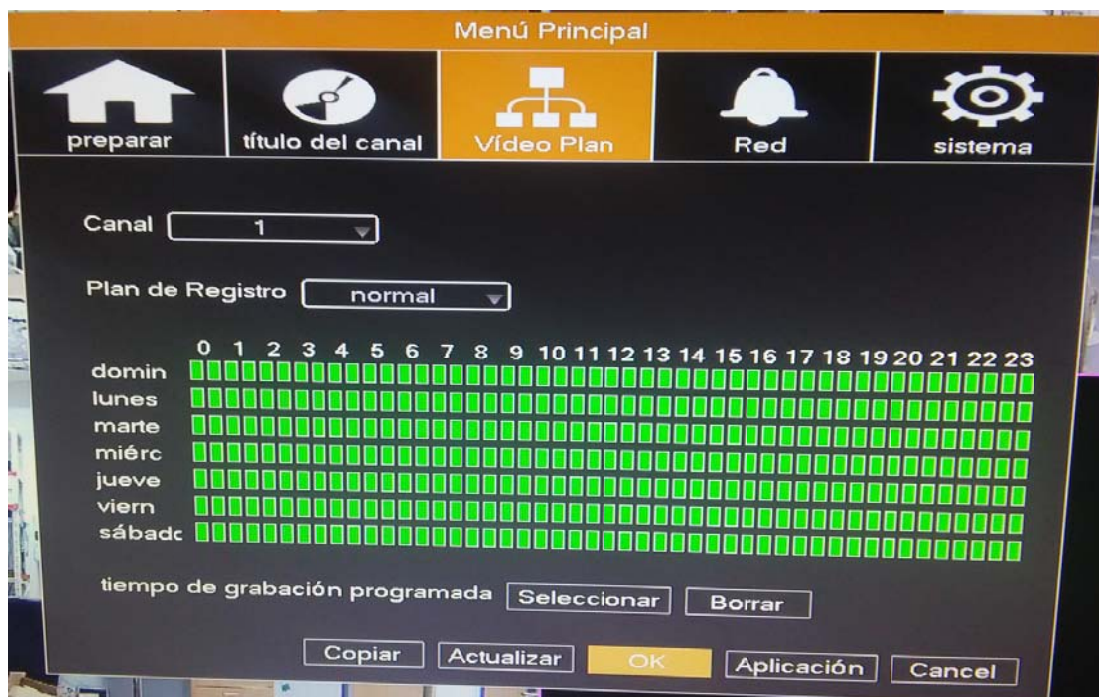 Menú Principal
preparar título del canal Vídeo Plan Red sistema
Canal 1
Plan de Registro normal
0 1 2 3 4 5 6 7 8 9 10 11 12 13 14 15 16 17 18 19 20 21 22 23
domin
lunes
marte
miérc
jueve
viern
sábadc
tiempo de grabación programada Seleccionar Borrar
Copiar Actualizar OK Aplicación Cancel